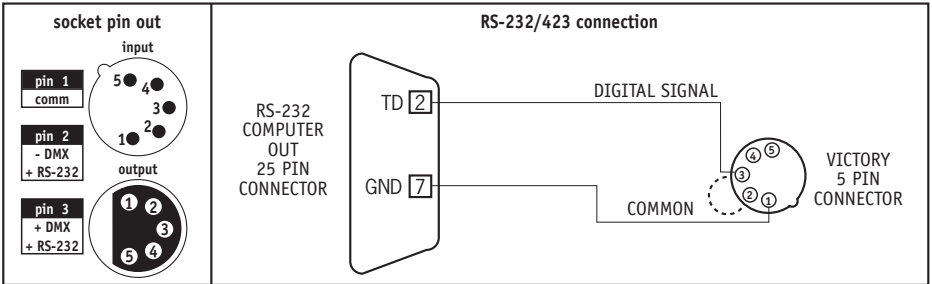 socket pin out
input
pin 1
comm
pin 2
- DMX
+ RS-232
pin 3
+ DMX
+ RS-232
5
4
3
2
1
output
1
2
3
4
5
RS-232/423 connection
RS-232
COMPUTER
OUT
25 PIN
CONNECTOR
TD 2
GND 7
DIGITAL SIGNAL
COMMON
5
4
3
2
1
VICTORY
5 PIN
CONNECTOR